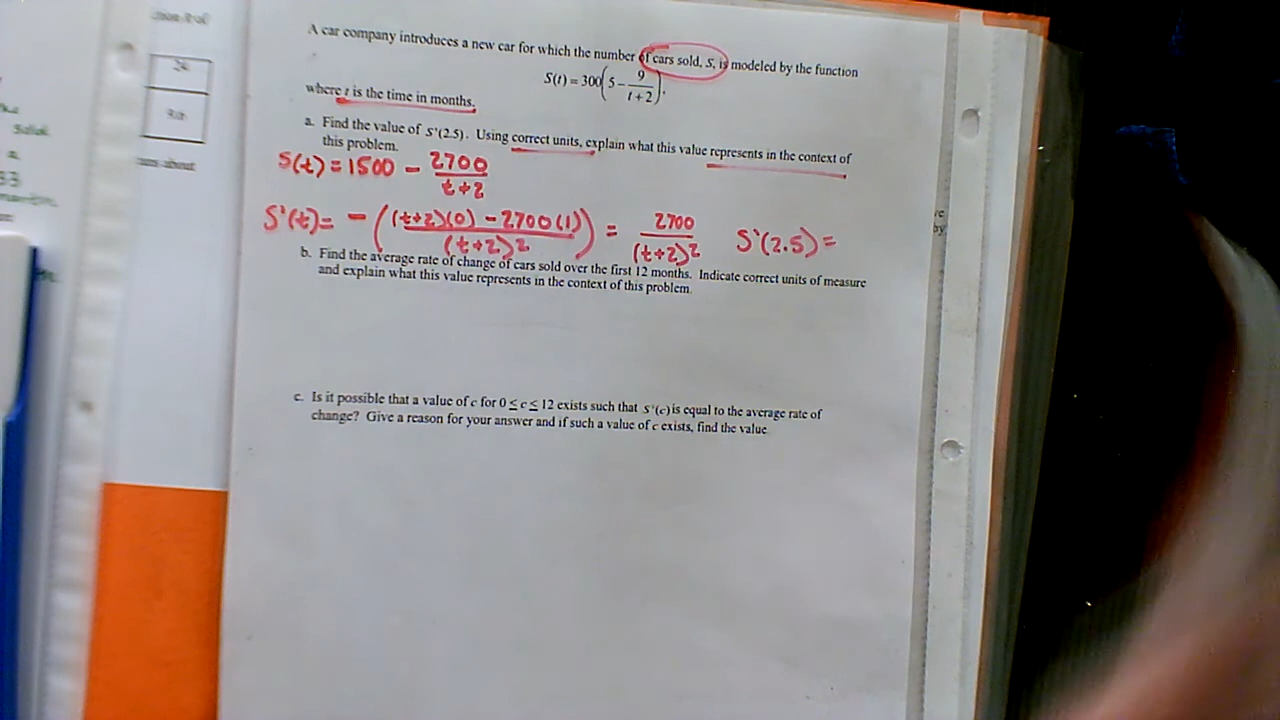 A car company introduces a new car for which the number of cars sold, S, is modeled by the function
S(t) = 300(5 - 9/(t+2)),
where t is the time in months.
a. Find the value of S'(2.5). Using correct units, explain what this value represents in the context of
this problem.
S(t) = 1500 - 2700/(t+2)
S'(t) = -((t+2)(0) - 2700(1))/(t+2)² = 2700/(t+2)² S'(2.5) =
b. Find the average rate of change of cars sold over the first 12 months. Indicate correct units of measure
and explain what this value represents in the context of this problem.
c. Is it possible that a value of c for 0 ≤ c ≤ 12 exists such that S'(c) is equal to the average rate of
change? Give a reason for your answer and if such a value of c exists, find the value